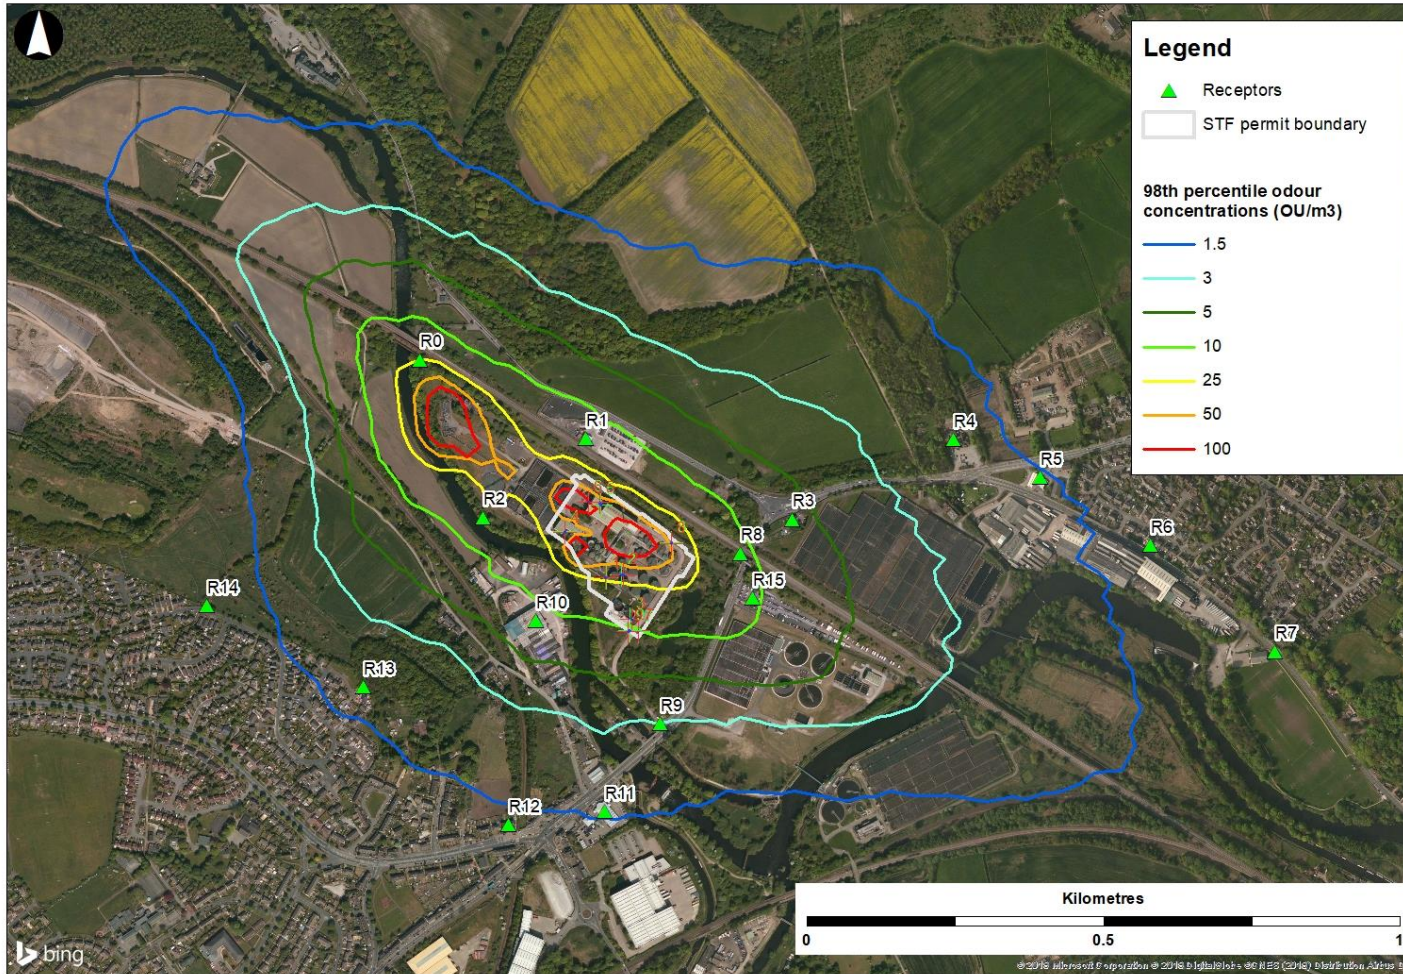 Legend
Receptors
STF permit boundary
98th percentile odour
concentrations (OU/m3)
1.5
3
5
10
25
50
100
R0
R1
R4
R5
R2
R3
R6
R8
R15
R14
R10
R7
R13
R9
R11
R12
Kilometres
0 0.5 1
bing